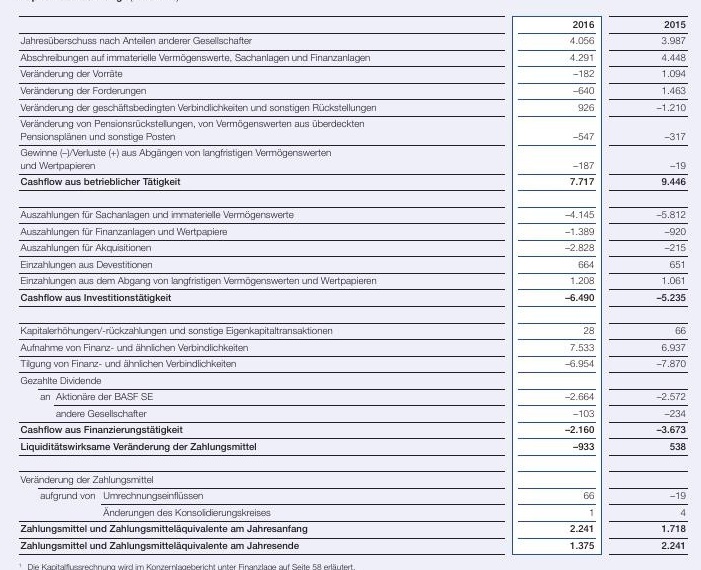 2016 2015
Jahresüberschuss nach Anteilen anderer Gesellschafter 4.056 3.987
Abschreibungen auf immaterielle Vermögenswerte, Sachanlagen und Finanzanlagen 4.291 4.448
Veränderung der Vorräte –182 1.094
Veränderung der Forderungen –640 1.463
Veränderung der geschäftsbedingten Verbindlichkeiten und sonstigen Rückstellungen 926 –1.210
Veränderung von Pensionsrückstellungen, von Vermögenswerten aus überdeckten
Pensionsplänen und sonstige Posten –547 –317
Gewinne (–)/Verluste (+) aus Abgängen von langfristigen Vermögenswerten
und Wertpapieren –187 –19
Cashflow aus betrieblicher Tätigkeit 7.717 9.446
Auszahlungen für Sachanlagen und immaterielle Vermögenswerte –4.145 –5.812
Auszahlungen für Finanzanlagen und Wertpapiere –1.389 –920
Auszahlungen für Akquisitionen –2.828 –215
Einzahlungen aus Devestitionen 664 651
Einzahlungen aus dem Abgang von langfristigen Vermögenswerten und Wertpapieren 1.208 1.061
Cashflow aus Investitionstätigkeit –6.490 –5.235
Kapitalerhöhungen/-rückzahlungen und sonstige Eigenkapitaltransaktionen 28 66
Aufnahme von Finanz- und ähnlichen Verbindlichkeiten 7.533 6.937
Tilgung von Finanz- und ähnlichen Verbindlichkeiten –6.954 –7.870
Gezahlte Dividende
an Aktionäre der BASF SE –2.664 –2.572
andere Gesellschafter –103 –234
Cashflow aus Finanzierungstätigkeit –2.160 –3.673
Liquiditätswirksame Veränderung der Zahlungsmittel –933 538
Veränderung der Zahlungsmittel
aufgrund von Umrechnungseinflüssen 66 –19
Änderungen des Konsolidierungskreises 1 4
Zahlungsmittel und Zahlungsmitteläquivalente am Jahresanfang 2.241 1.718
Zahlungsmittel und Zahlungsmitteläquivalente am Jahresende 1.375 2.241
1 Die Kapitalflussrechnung wird im Konzernlagebericht unter Finanzlage auf Seite 58 erläutert.